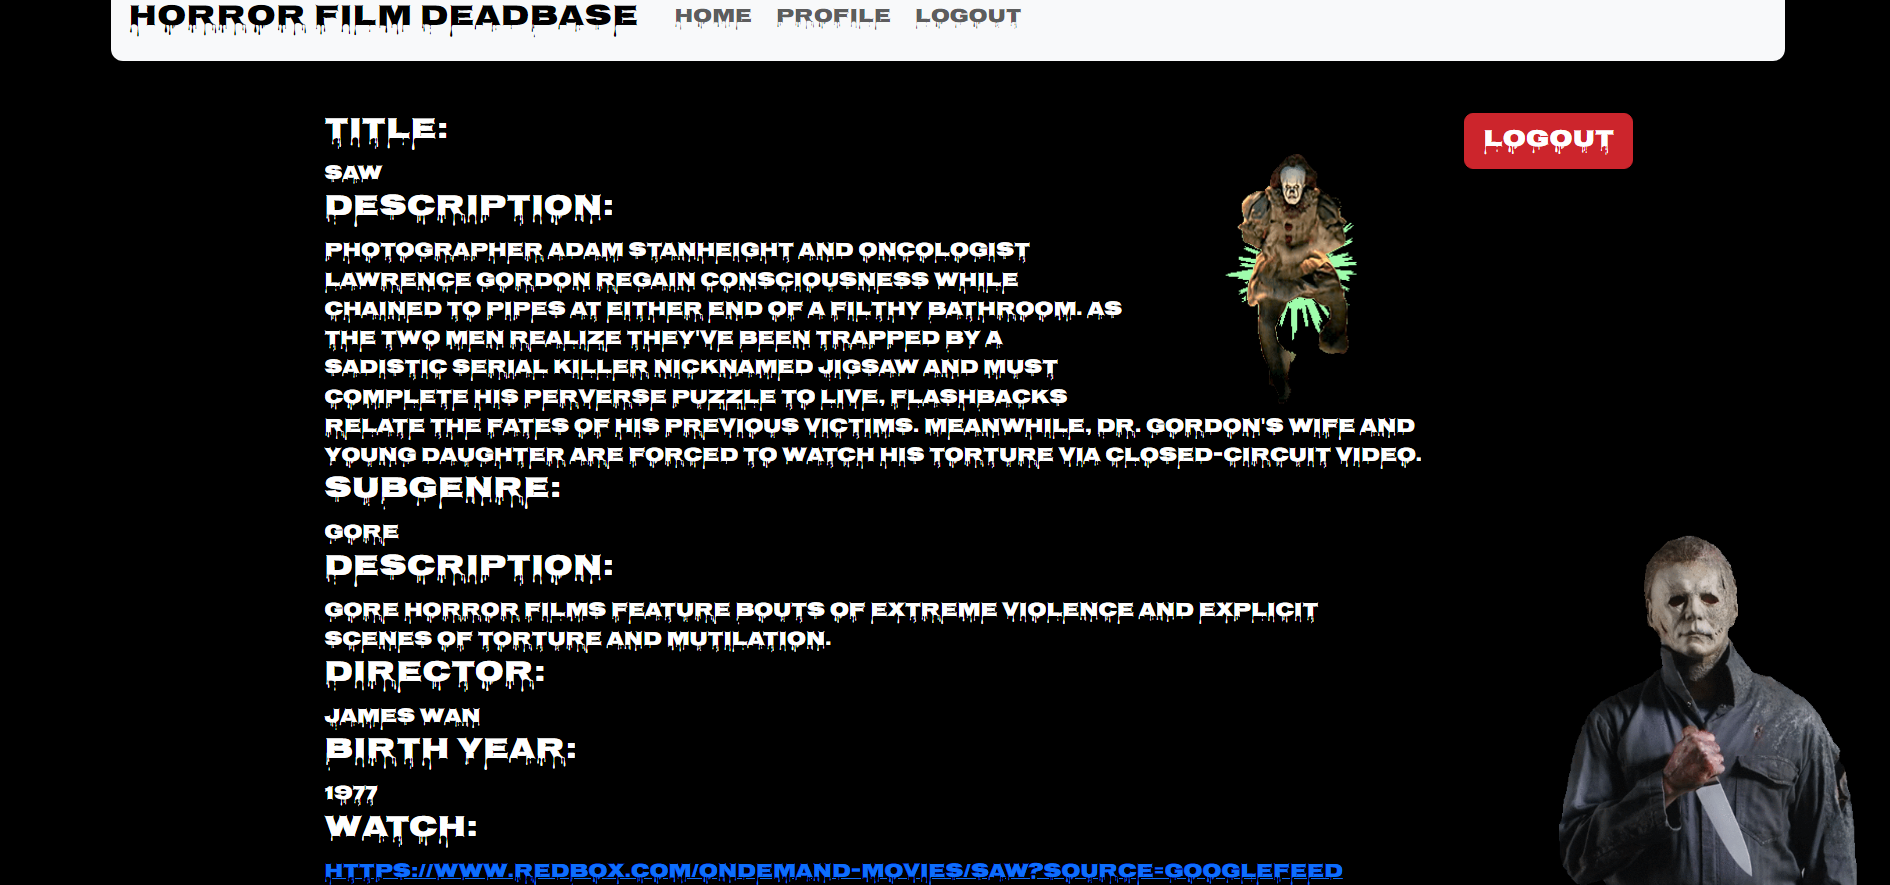 HORROR FILM DEADBASE HOME PROFILE LOGOUT
LOGOUT
TITLE:
SAW
DESCRIPTION:
PHOTOGRAPHER ADAM STANHEIGHT AND ONCOLOGIST
LAWRENCE GORDON REGAIN CONSCIOUSNESS WHILE
CHAINED TO PIPES AT EITHER END OF A FILTHY BATHROOM. AS
THE TWO MEN REALIZE THEY'VE BEEN TRAPPED BY A
SADISTIC SERIAL KILLER NICKNAMED JIGSAW AND MUST
COMPLETE HIS PERVERSE PUZZLE TO LIVE, FLASHBACKS
RELATE THE FATES OF HIS PREVIOUS VICTIMS. MEANWHILE, DR. GORDON'S WIFE AND
YOUNG DAUGHTER ARE FORCED TO WATCH HIS TORTURE VIA CLOSED-CIRCUIT VIDEO.
SUBGENRE:
GORE
DESCRIPTION:
GORE HORROR FILMS FEATURE BOUTS OF EXTREME VIOLENCE AND EXPLICIT
SCENES OF TORTURE AND MUTILATION.
DIRECTOR:
JAMES WAN
BIRTH YEAR:
1977
WATCH:
HTTPS://WWW.REDBOX.COM/ONDEMAND-MOVIES/SAW?SOURCE=GOOGLEFEED